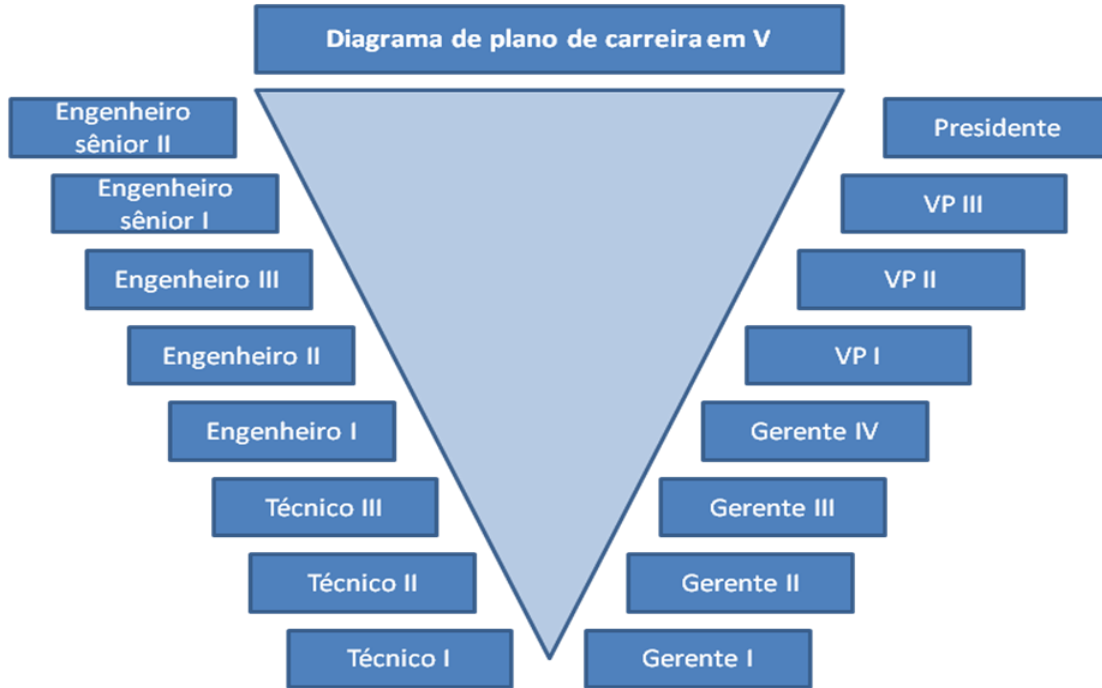 Diagrama de plano de carreira em V
Engenheiro
sênior II
Presidente
Engenheiro
sênior I
VP III
Engenheiro III
VP II
Engenheiro II
VP I
Engenheiro I
Gerente IV
Técnico III
Gerente III
Técnico II
Gerente II
Técnico I
Gerente I